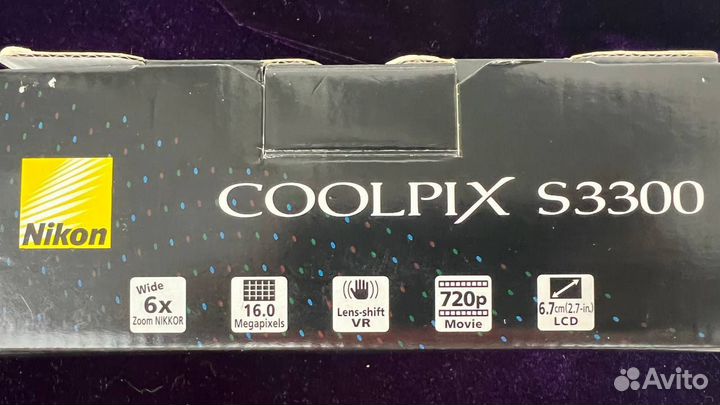 Nikon
COOLPIX S3300
Wide
6x
Zoom NIKKOR
16.0
Megapixels
Lens-shift
VR
720p
Movie
6.7cm(2.7-in.)
LCD
Avito